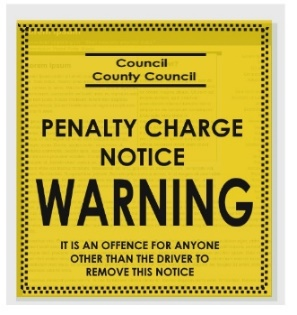 Council
County Council
PENALTY CHARGE
NOTICE
WARNING
IT IS AN OFFENCE FOR ANYONE
OTHER THAN THE DRIVER TO
REMOVE THIS NOTICE